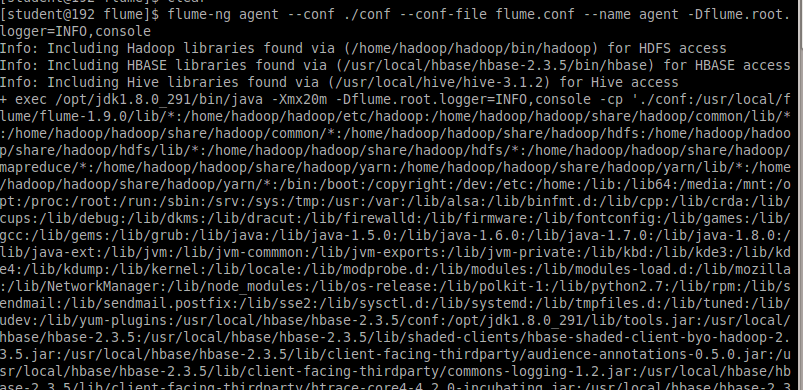 [student@192 flume]$ clear
[student@192 flume]$ flume-ng agent --conf ./conf --conf-file flume.conf --name agent -Dflume.root.
logger=INFO,console
Info: Including Hadoop libraries found via (/home/hadoop/hadoop/bin/hadoop) for HDFS access
Info: Including HBASE libraries found via (/usr/local/hbase/hbase-2.3.5/bin/hbase) for HBASE access
Info: Including Hive libraries found via (/usr/local/hive/hive-3.1.2) for Hive access
+ exec /opt/jdk1.8.0_291/bin/java -Xmx20m -Dflume.root.logger=INFO,console -cp './conf:/usr/local/f
lume/flume-1.9.0/lib/*:/home/hadoop/hadoop/etc/hadoop:/home/hadoop/hadoop/share/hadoop/common/lib/*
:/home/hadoop/hadoop/share/hadoop/common/*:/home/hadoop/hadoop/share/hadoop/hdfs:/home/hadoop/hadoo
p/share/hadoop/hdfs/lib/*:/home/hadoop/hadoop/share/hadoop/hdfs/*:/home/hadoop/hadoop/share/hadoop/
mapreduce/*:/home/hadoop/hadoop/share/hadoop/yarn:/home/hadoop/hadoop/share/hadoop/yarn/lib/*:/home
/hadoop/hadoop/share/hadoop/yarn/*:/bin:/boot:/copyright:/dev:/etc:/home:/lib:/lib64:/media:/mnt:/o
pt:/proc:/root:/run:/sbin:/srv:/sys:/tmp:/usr:/var:/lib/alsa:/lib/binfmt.d:/lib/cpp:/lib/crda:/lib/
cups:/lib/debug:/lib/dkms:/lib/dracut:/lib/firewalld:/lib/firmware:/lib/fontconfig:/lib/games:/lib/
gcc:/lib/gems:/lib/grub:/lib/java:/lib/java-1.5.0:/lib/java-1.6.0:/lib/java-1.7.0:/lib/java-1.8.0:/
lib/java-ext:/lib/jvm:/lib/jvm-commmon:/lib/jvm-exports:/lib/jvm-private:/lib/kbd:/lib/kde3:/lib/kd
e4:/lib/kdump:/lib/kernel:/lib/locale:/lib/modprobe.d:/lib/modules:/lib/modules-load.d:/lib/mozilla
:/lib/NetworkManager:/lib/node_modules:/lib/os-release:/lib/polkit-1:/lib/python2.7:/lib/rpm:/lib/s
endmail:/lib/sendmail.postfix:/lib/sse2:/lib/sysctl.d:/lib/systemd:/lib/tmpfiles.d:/lib/tuned:/lib/
udev:/lib/yum-plugins:/usr/local/hbase/hbase-2.3.5/conf:/opt/jdk1.8.0_291/lib/tools.jar:/usr/local/
hbase/hbase-2.3.5:/usr/local/hbase/hbase-2.3.5/lib/shaded-clients/hbase-shaded-client-byo-hadoop-2.
3.5.jar:/usr/local/hbase/hbase-2.3.5/lib/client-facing-thirdparty/audience-annotations-0.5.0.jar:/us
r/local/hbase/hbase-2.3.5/lib/client-facing-thirdparty/commons-logging-1.2.jar:/usr/local/hbase/hb
ase-2.3.5/lib/client-facing-thirdparty/htrace-core4-4.2.0-incubating.jar:/usr/local/hbase/hbase-2.3